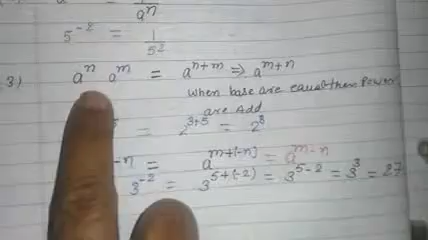 a^n
5^-2 = 1/5^2
3) a^n a^m = a^(n+m) ⇒ a^(m+n)
when base are equal then Power
are Add
5 = 2^(3+5) = 2^8
-n = a^(m+(-n)) = a^(m-n)
3^-2 = 3^(5+(-2)) = 3^(5-2) = 3^3 = 27